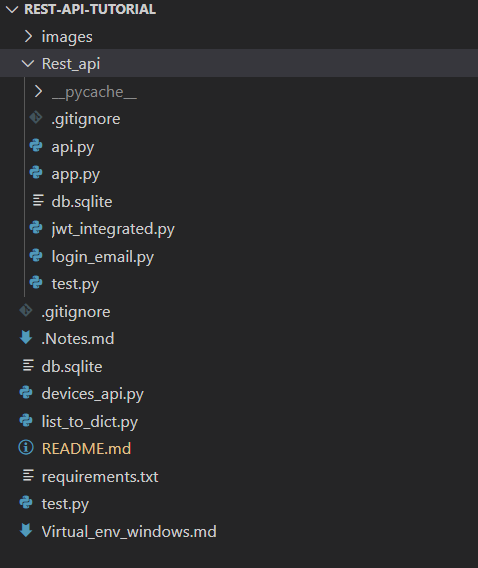 REST-API-TUTORIAL
images
Rest_api
__pycache__
.gitignore
api.py
app.py
db.sqlite
jwt_integrated.py
login_email.py
test.py
.gitignore
.Notes.md
db.sqlite
devices_api.py
list_to_dict.py
README.md
requirements.txt
test.py
Virtual_env_windows.md